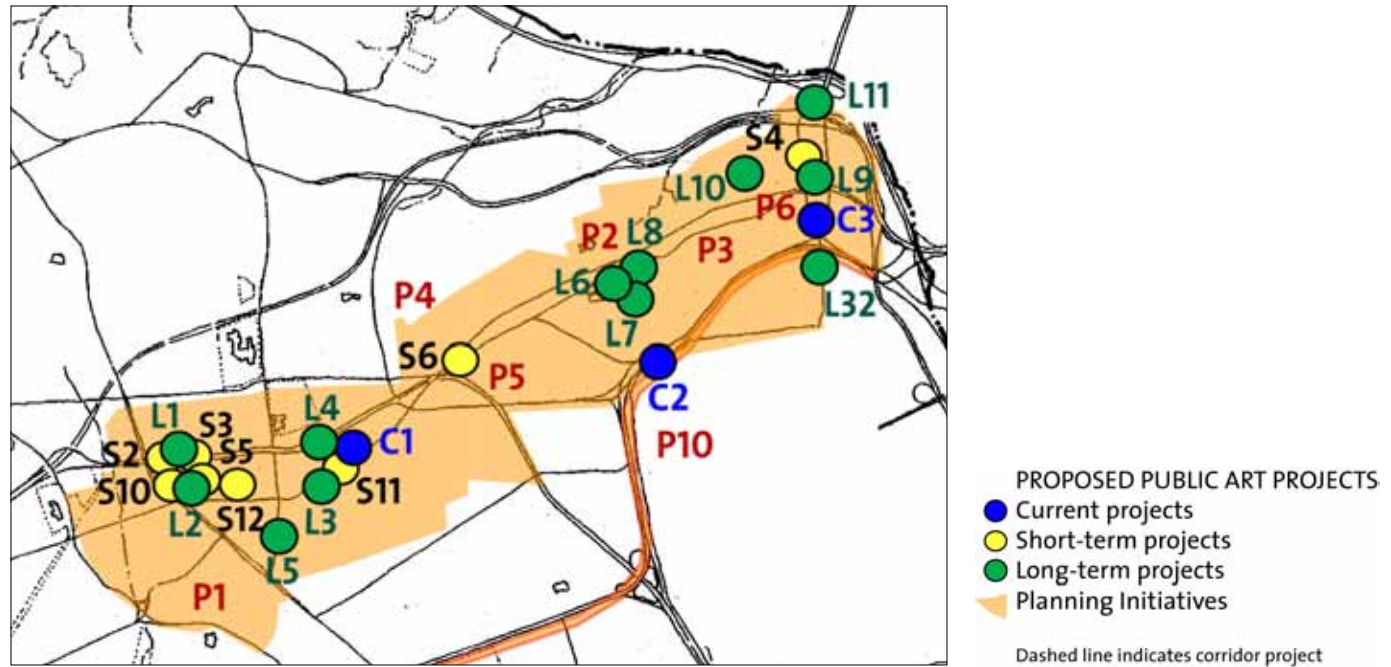 L11
S4
L10
L9
P6
C3
P2
L8
P3
L6
L32
P4
L7
S6
P5
C2
L4
L1
S3
C1
P10
S2
S5
S10
S11
L2
S12
L3
L5
P1
PROPOSED PUBLIC ART PROJECTS
Current projects
Short-term projects
Long-term projects
Planning Initiatives
Dashed line indicates corridor project